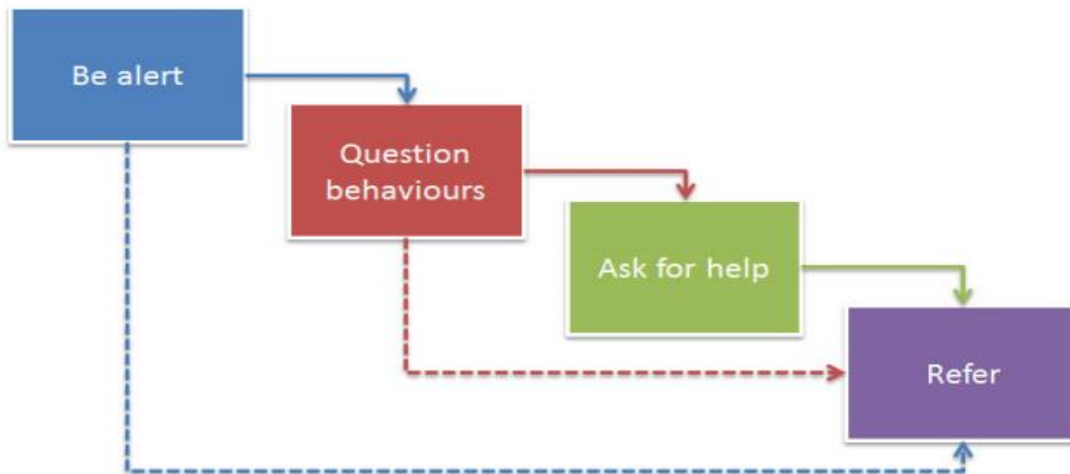 Be alert
Question
behaviours
Ask for help
Refer